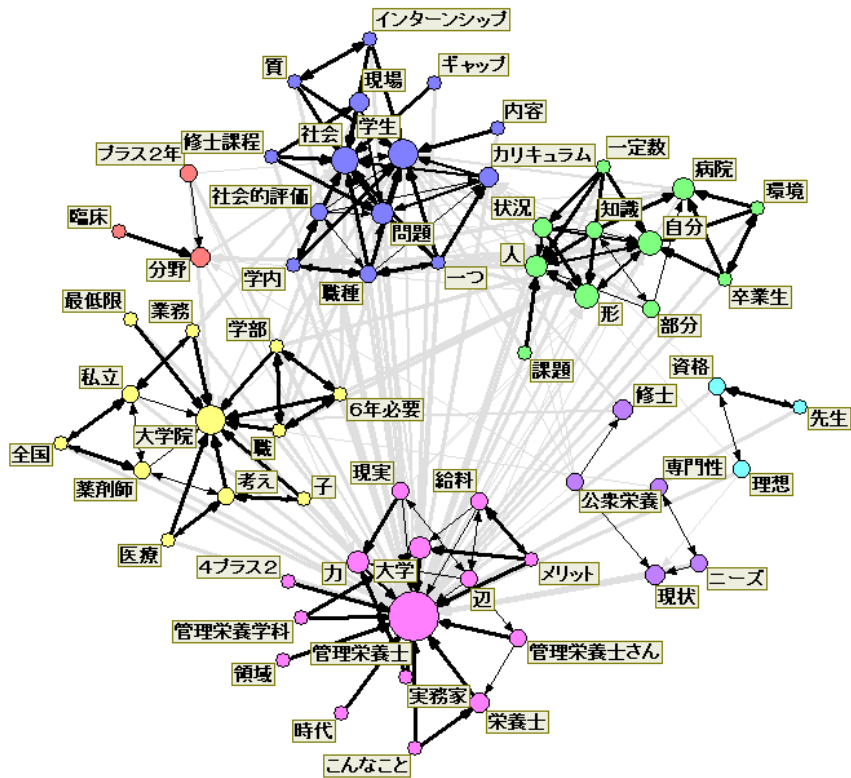 インターンシップ
質
現場
ギャップ
内容
社会
学生
修士課程
カリキュラム
一定数
プラス2年
病院
環境
社会的評価
状況
知識
自分
臨床
問題
人
分野
学内
職種
一つ
卒業生
形
部分
最低限
業務
学部
課題
資格
私立
修士
先生
6年必要
大学院
職
全国
薬剤師
考え
子
現実
給料
専門性
理想
公衆栄養
医療
4プラス2
力
大学
メリット
辺
ニーズ
現状
管理栄養学科
管理栄養士
管理栄養士さん
領域
実務家
栄養士
時代
こんなこと